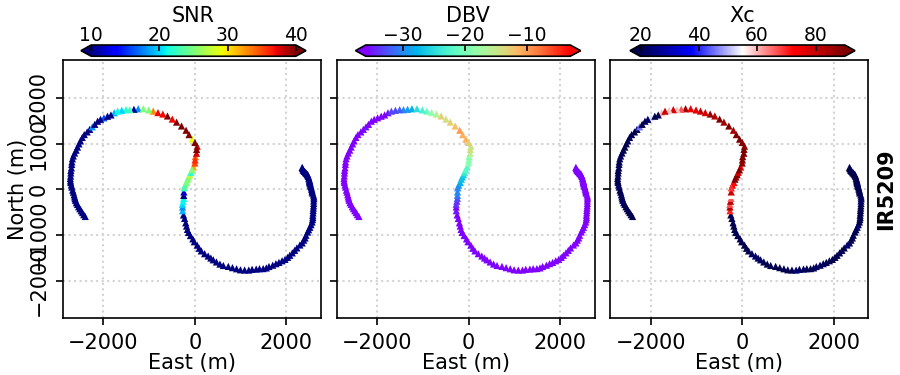 SNR DBV Xc
10 20 30 40 −30 −20 −10 20 40 60 80
2000
1000
0
−1000
−2000
North (m)
IR5209
−2000 0 2000 −2000 0 2000 −2000 0 2000
East (m) East (m) East (m)